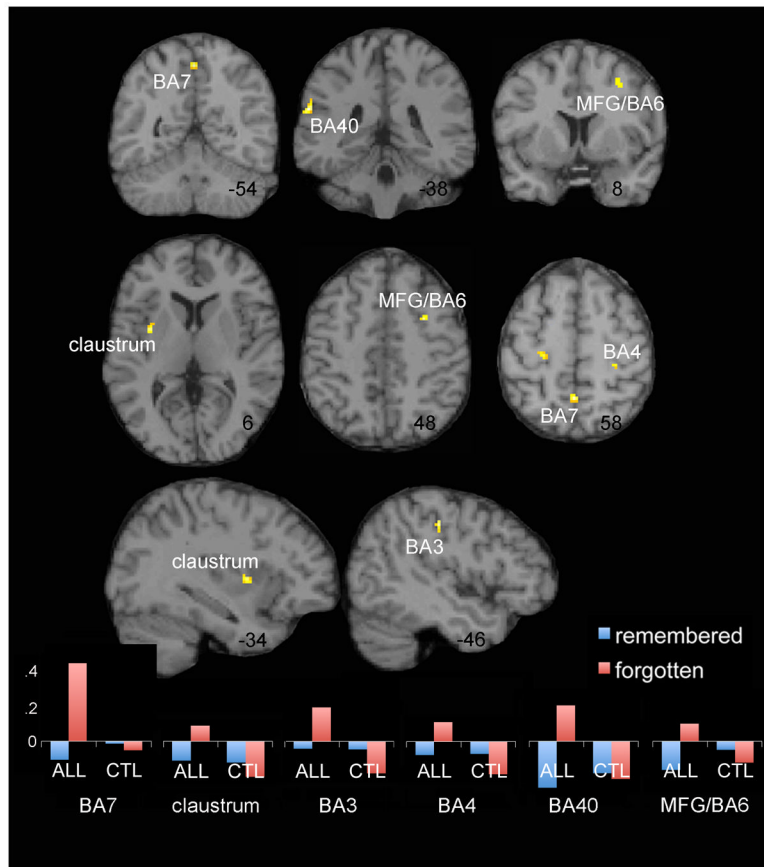 BA7
BA40
MFG/BA6
-54
-38
8
claustrum
MFG/BA6
BA4
BA7
6
48
58
claustrum
BA3
-34
-46
remembered
forgotten
.4
.2
0
ALL CTL ALL CTL ALL CTL ALL CTL ALL CTL ALL CTL
BA7 claustrum BA3 BA4 BA40 MFG/BA6